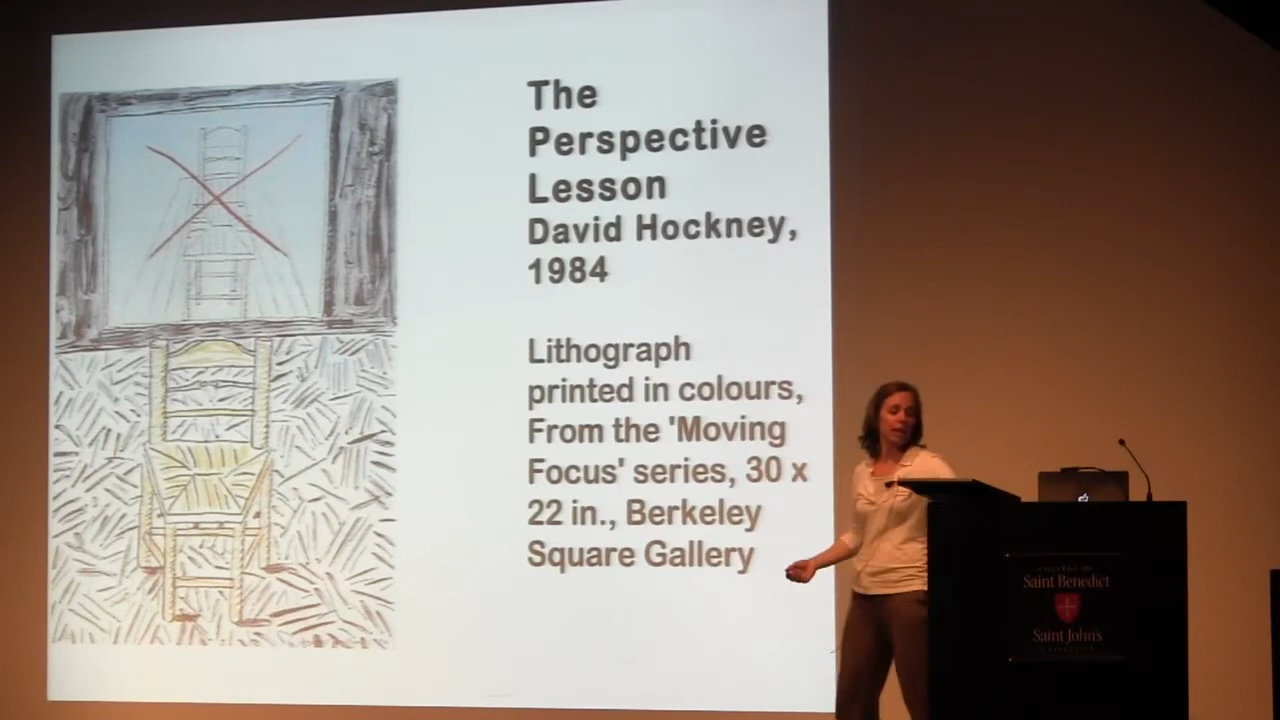 The
Perspective
Lesson
David Hockney,
1984
Lithograph
printed in colours,
From the 'Moving
Focus' series, 30 x
22 in., Berkeley
Square Gallery
Saint Benedict
Saint John's